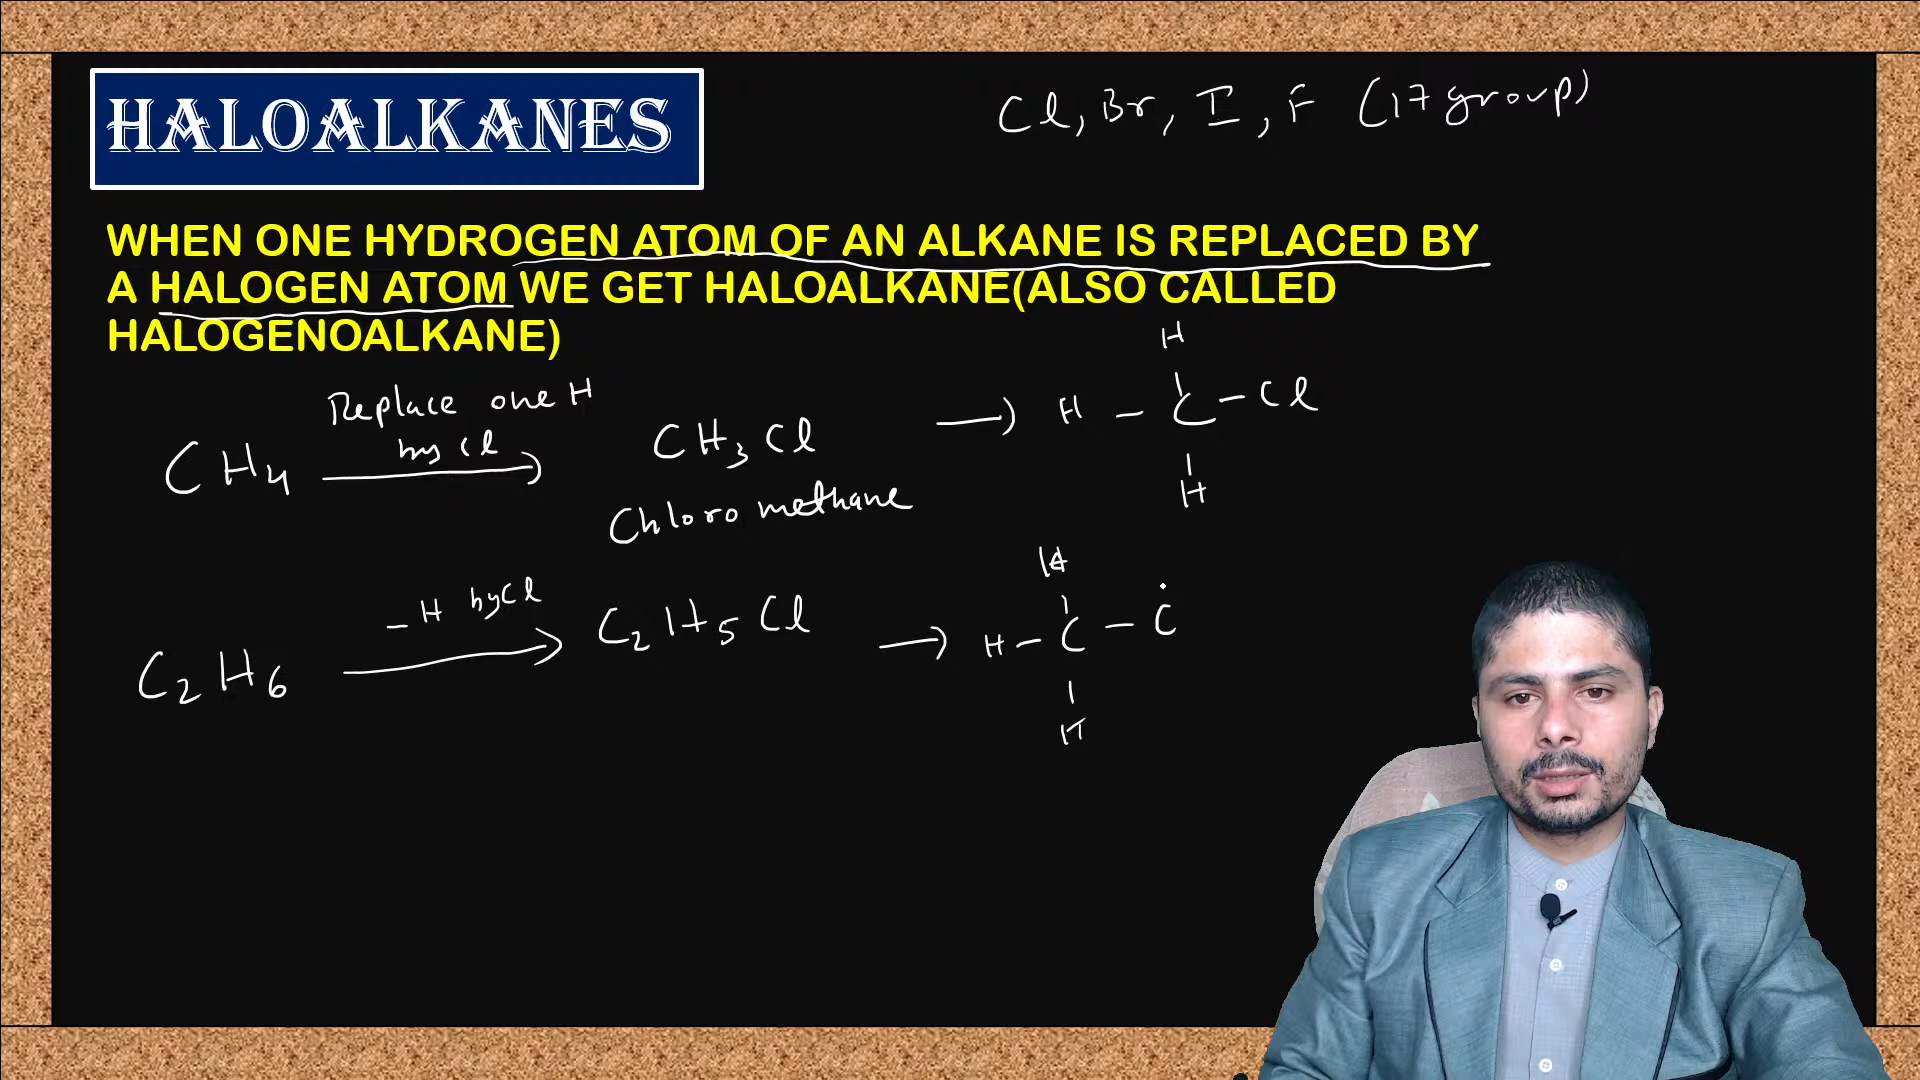 HALOALKANES
Cl, Br, I, F (17 group)
WHEN ONE HYDROGEN ATOM OF AN ALKANE IS REPLACED BY
A HALOGEN ATOM WE GET HALOALKANE(ALSO CALLED
HALOGENOALKANE)
Replace one H
by Cl
CH4 → CH3Cl → H - C - Cl
H
H
Chloro methane
- H by Cl
C2H6 → C2H5Cl → H - C - C
H
H